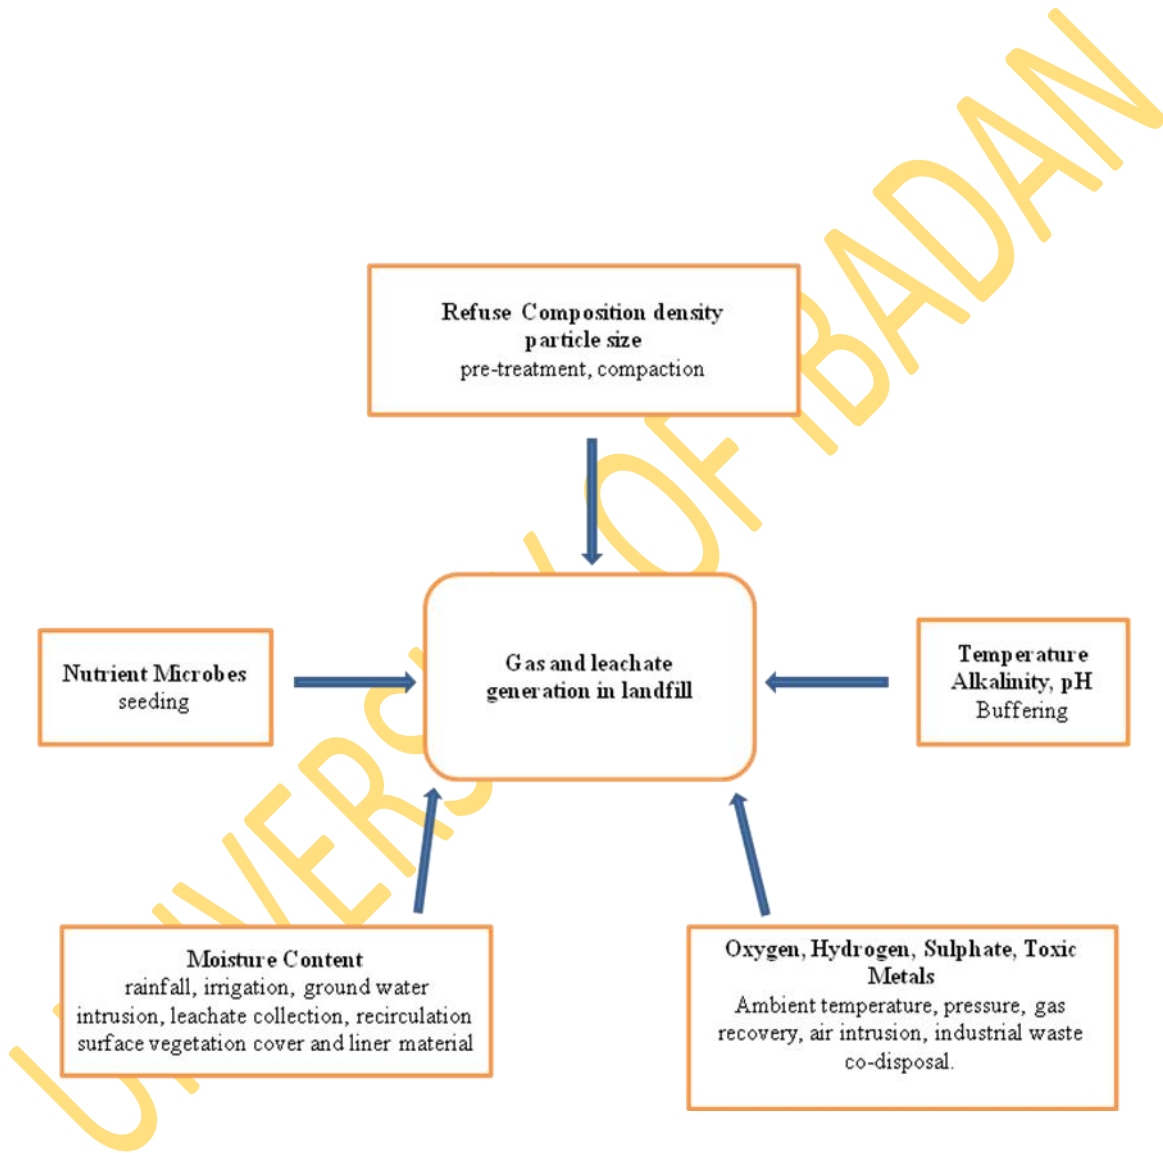 UNIVERSITY OF IBADAN
Refuse Composition density
particle size
pre-treatment, compaction
Nutrient Microbes
seeding
Gas and leachate
generation in landfill
Temperature
Alkalinity, pH
Buffering
Moisture Content
rainfall, irrigation, ground water
intrusion, leachate collection, recirculation
surface vegetation cover and liner material
Oxygen, Hydrogen, Sulphate, Toxic
Metals
Ambient temperature, pressure, gas
recovery, air intrusion, industrial waste
co-disposal.